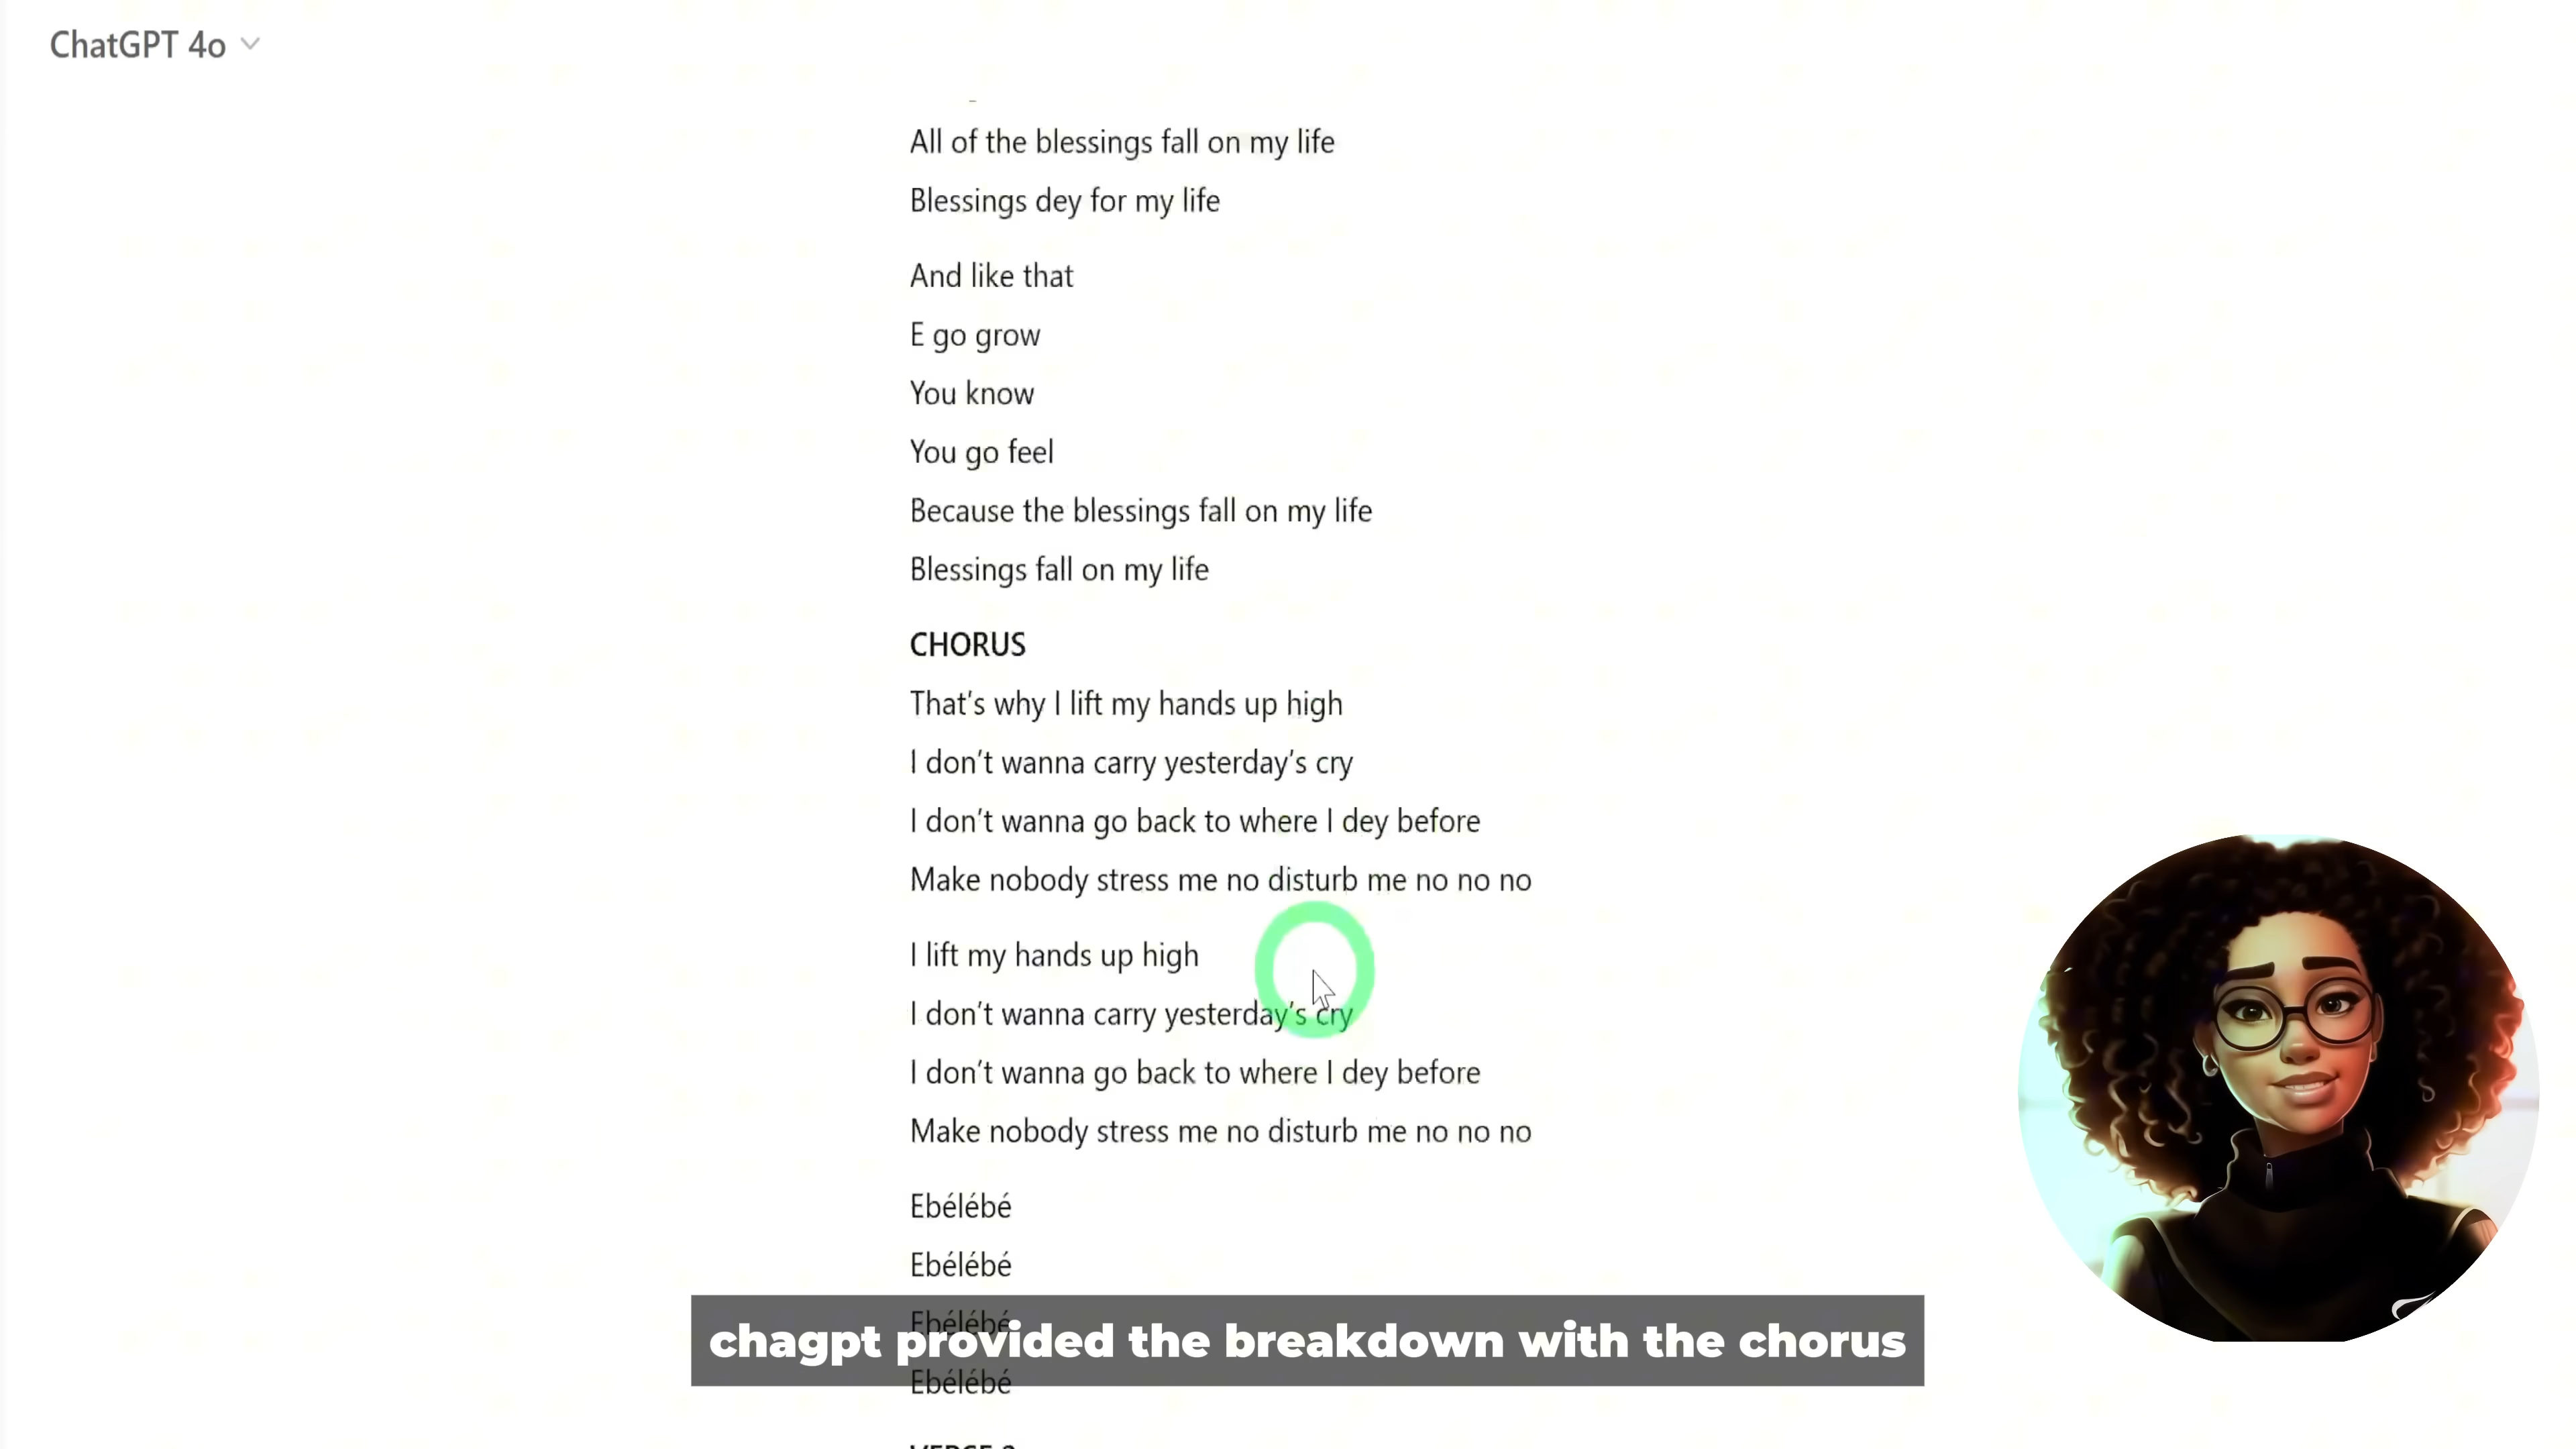 ChatGPT 4o
All of the blessings fall on my life
Blessings dey for my life
And like that
E go grow
You know
You go feel
Because the blessings fall on my life
Blessings fall on my life
CHORUS
That's why I lift my hands up high
I don't wanna carry yesterday's cry
I don't wanna go back to where I dey before
Make nobody stress me no disturb me no no no
I lift my hands up high
I don't wanna carry yesterday's cry
I don't wanna go back to where I dey before
Make nobody stress me no disturb me no no no
Ebélébé
Ebélébé
Ebélébé
chagpt provided the breakdown with the chorus
Ebélébé